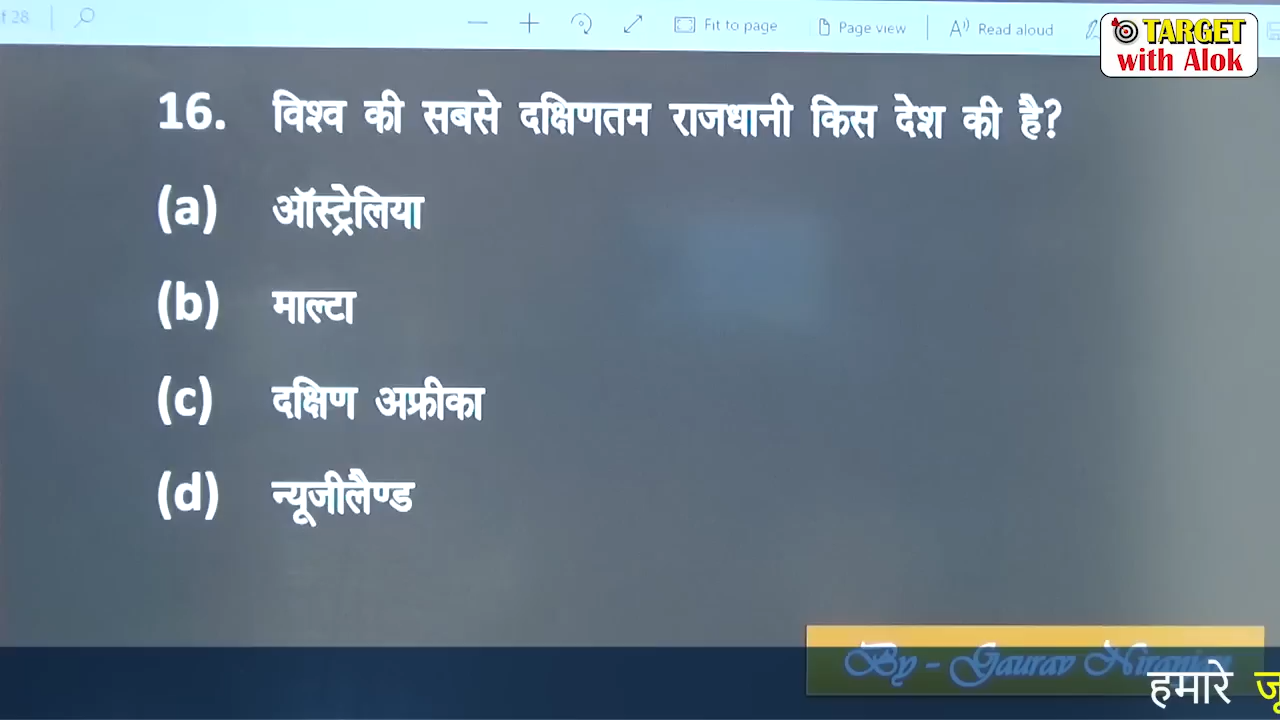 f 28
Fit to page
Page view
Read aloud
TARGET
with Alok
16. विश्व की सबसे दक्षिणतम राजधानी किस देश की है?
(a) ऑस्ट्रेलिया
(b) माल्टा
(c) दक्षिण अफ्रीका
(d) न्यूजीलैण्ड
By - Gaurav Niranjan
हमारे जू